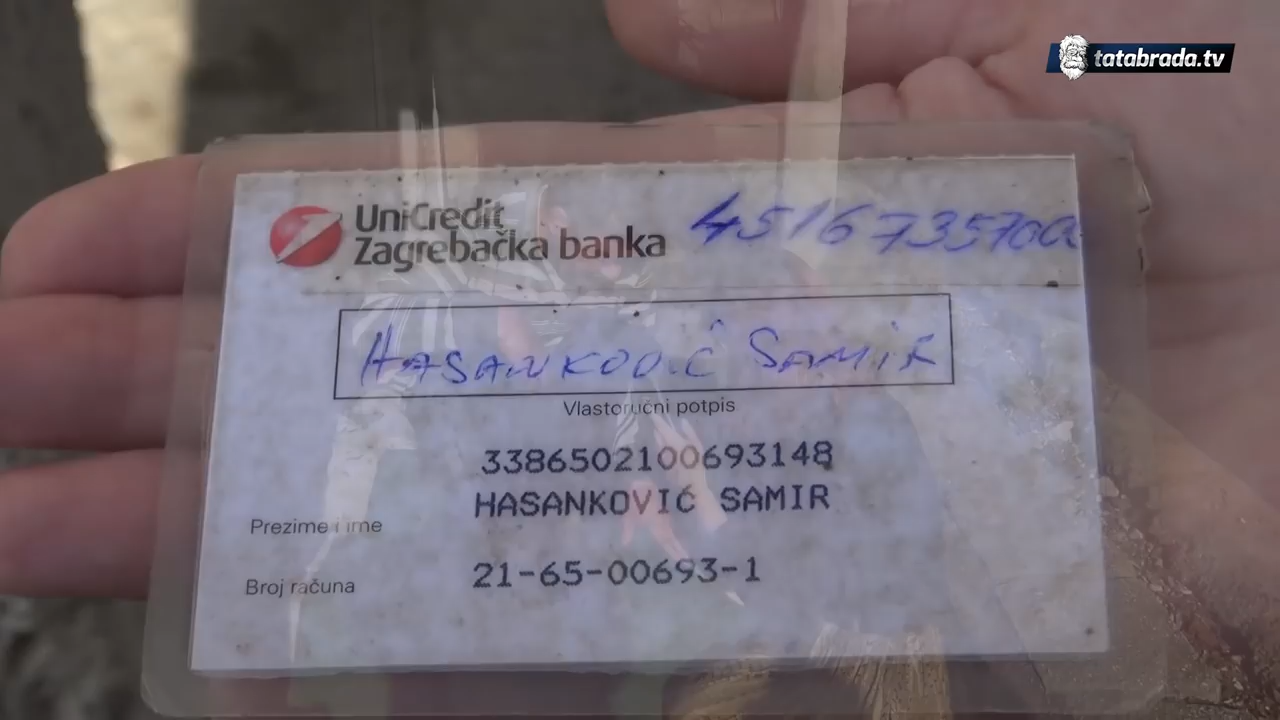 tatabrada.tv
UniCredit
Zagrebačka banka
HASANKOVIĆ SAMIR
Vlastoručni potpis
3386502100693148
Prezime i ime HASANKOVIĆ SAMIR
Broj računa 21-65-00693-1